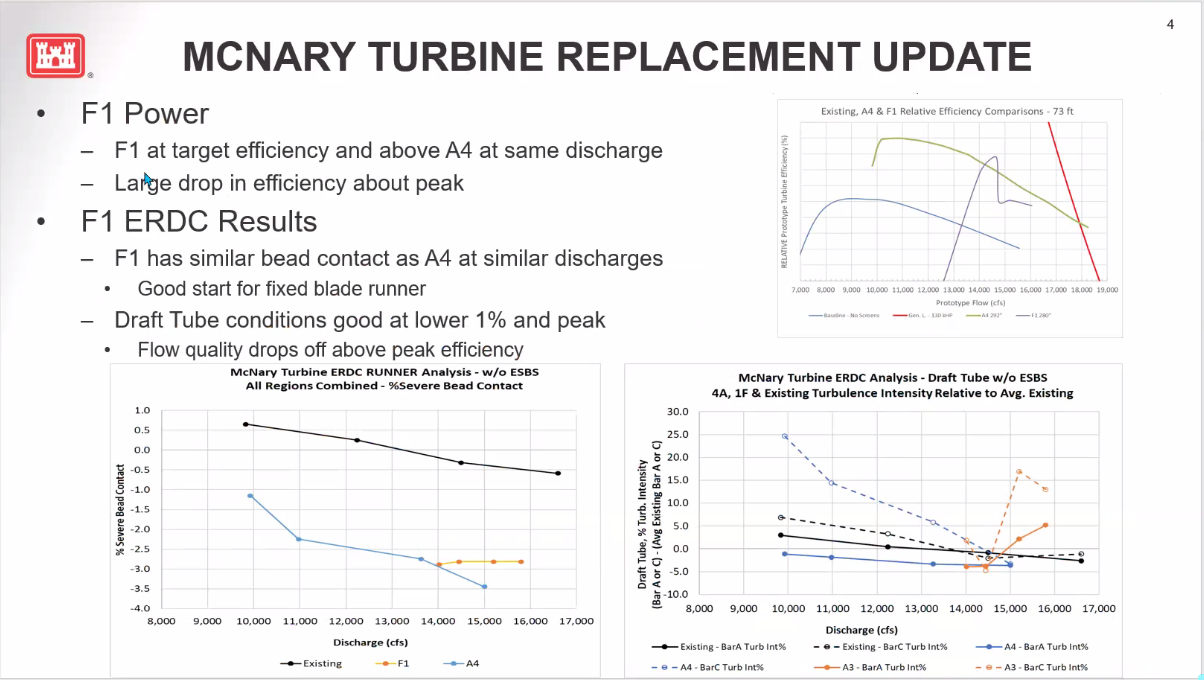 4
MCNARY TURBINE REPLACEMENT UPDATE
®
• F1 Power
– F1 at target efficiency and above A4 at same discharge
– Large drop in efficiency about peak
• F1 ERDC Results
– F1 has similar bead contact as A4 at similar discharges
• Good start for fixed blade runner
– Draft Tube conditions good at lower 1% and peak
• Flow quality drops off above peak efficiency
Existing, A4 & F1 Relative Efficiency Comparisons - 73 ft
RELATIVE Prototype Turbine Efficiency (%)
7,000 8,000 9,000 10,000 11,000 12,000 13,000 14,000 15,000 16,000 17,000 18,000 19,000
Prototype Flow (cfs)
Baseline - No Screens Gen. L. - 130 kHP A4 292" F1 280"
McNary Turbine ERDC RUNNER Analysis - w/o ESBS
All Regions Combined - %Severe Bead Contact
% Severe Bead Contact
1.0
0.5
0.0
-0.5
-1.0
-1.5
-2.0
-2.5
-3.0
-3.5
-4.0
8,000 9,000 10,000 11,000 12,000 13,000 14,000 15,000 16,000 17,000
Discharge (cfs)
Existing F1 A4
McNary Turbine ERDC Analysis - Draft Tube w/o ESBS
4A, 1F & Existing Turbulence Intensity Relative to Avg. Existing
Draft Tube, % Turb. Intensity
(Bar A or C) - (Avg Existing Bar A or C)
30.0
25.0
20.0
15.0
10.0
5.0
0.0
-5.0
-10.0
8,000 9,000 10,000 11,000 12,000 13,000 14,000 15,000 16,000 17,000
Discharge (cfs)
Existing - BarA Turb Int% Existing - BarC Turb Int% A4 - BarA Turb Int%
A4 - BarC Turb Int% A3 - BarA Turb Int% A3 - BarC Turb Int%